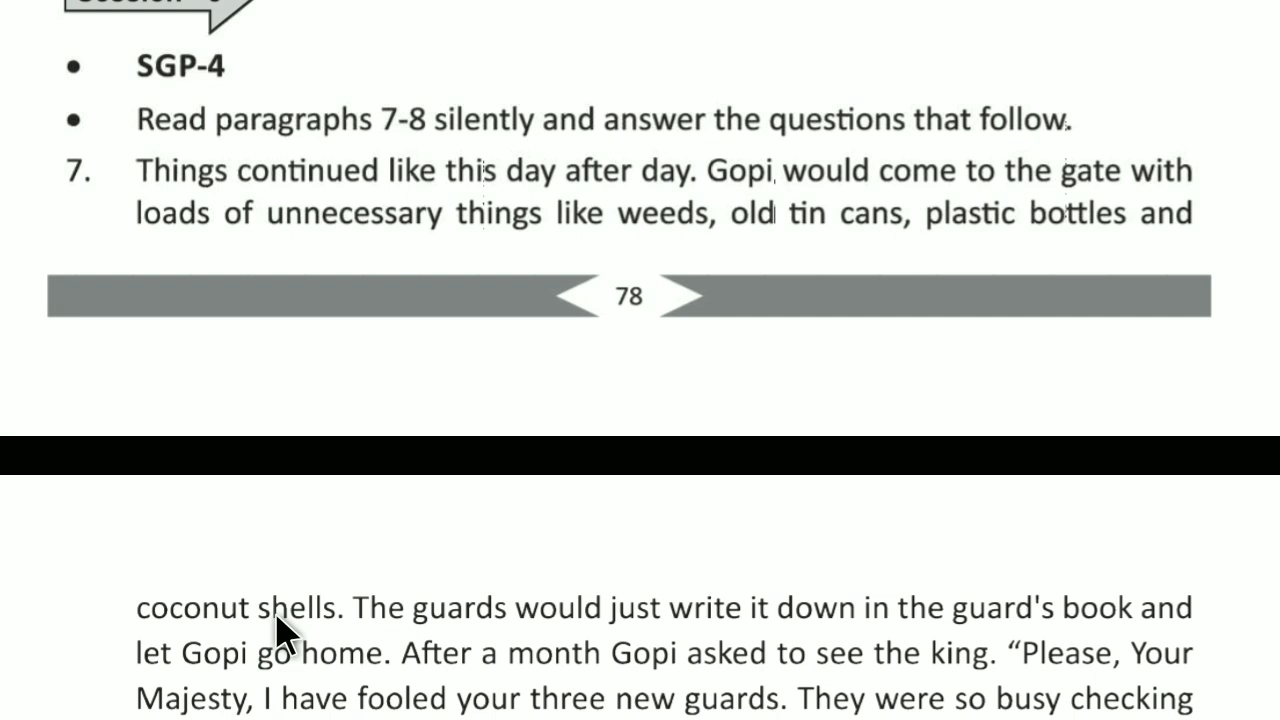 • SGP-4
• Read paragraphs 7-8 silently and answer the questions that follow.
7. Things continued like this day after day. Gopi would come to the gate with
loads of unnecessary things like weeds, old tin cans, plastic bottles and
78
coconut shells. The guards would just write it down in the guard's book and
let Gopi go home. After a month Gopi asked to see the king. “Please, Your
Majesty, I have fooled your three new guards. They were so busy checking